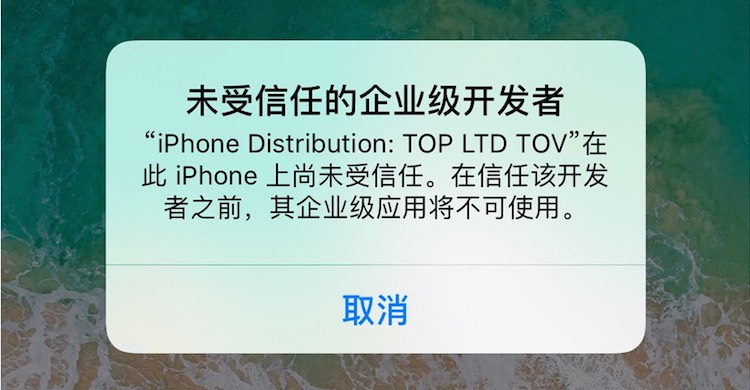 未受信任的企业级开发者
“iPhone Distribution: TOP LTD TOV”在
此 iPhone 上尚未受信任。在信任该开发
者之前，其企业级应用将不可使用。
取消